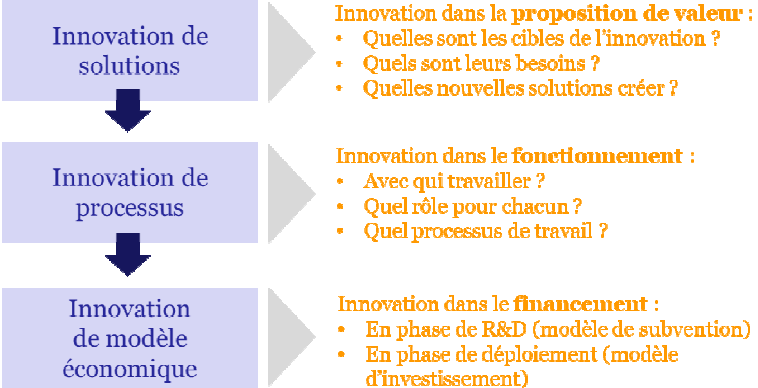 Innovation de
solutions
Innovation dans la proposition de valeur :
• Quelles sont les cibles de l'innovation ?
• Quels sont leurs besoins ?
• Quelles nouvelles solutions créer ?
Innovation de
processus
Innovation dans le fonctionnement :
• Avec qui travailler ?
• Quel rôle pour chacun ?
• Quel processus de travail ?
Innovation
de modèle
économique
Innovation dans le financement :
• En phase de R&D (modèle de subvention)
• En phase de déploiement (modèle
d'investissement)